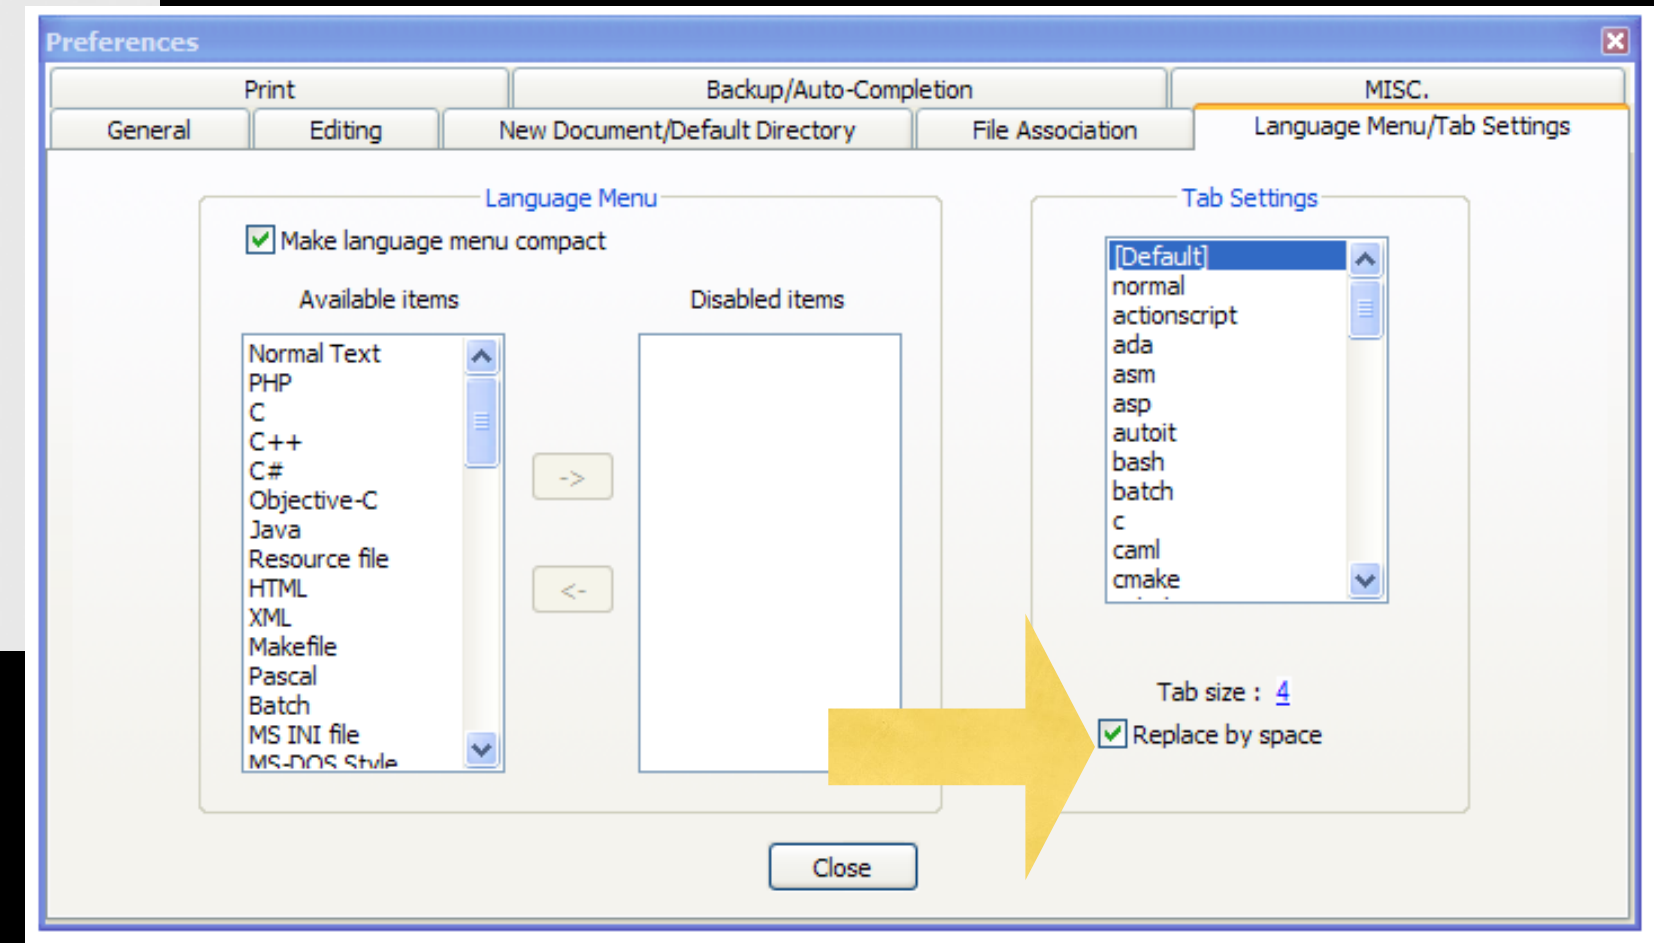 Preferences
Print
Backup/Auto-Completion
MISC.
General
Editing
New Document/Default Directory
File Association
Language Menu/Tab Settings
Language Menu
Make language menu compact
Available items
Normal Text
PHP
C
C++
C#
Objective-C
Java
Resource file
HTML
XML
Makefile
Pascal
Batch
MS INI file
MS-DOS Style
->
<-
Disabled items
Tab Settings
[Default]
normal
actionscript
ada
asm
asp
autoit
bash
batch
c
caml
cmake
Tab size : 4
Replace by space
Close